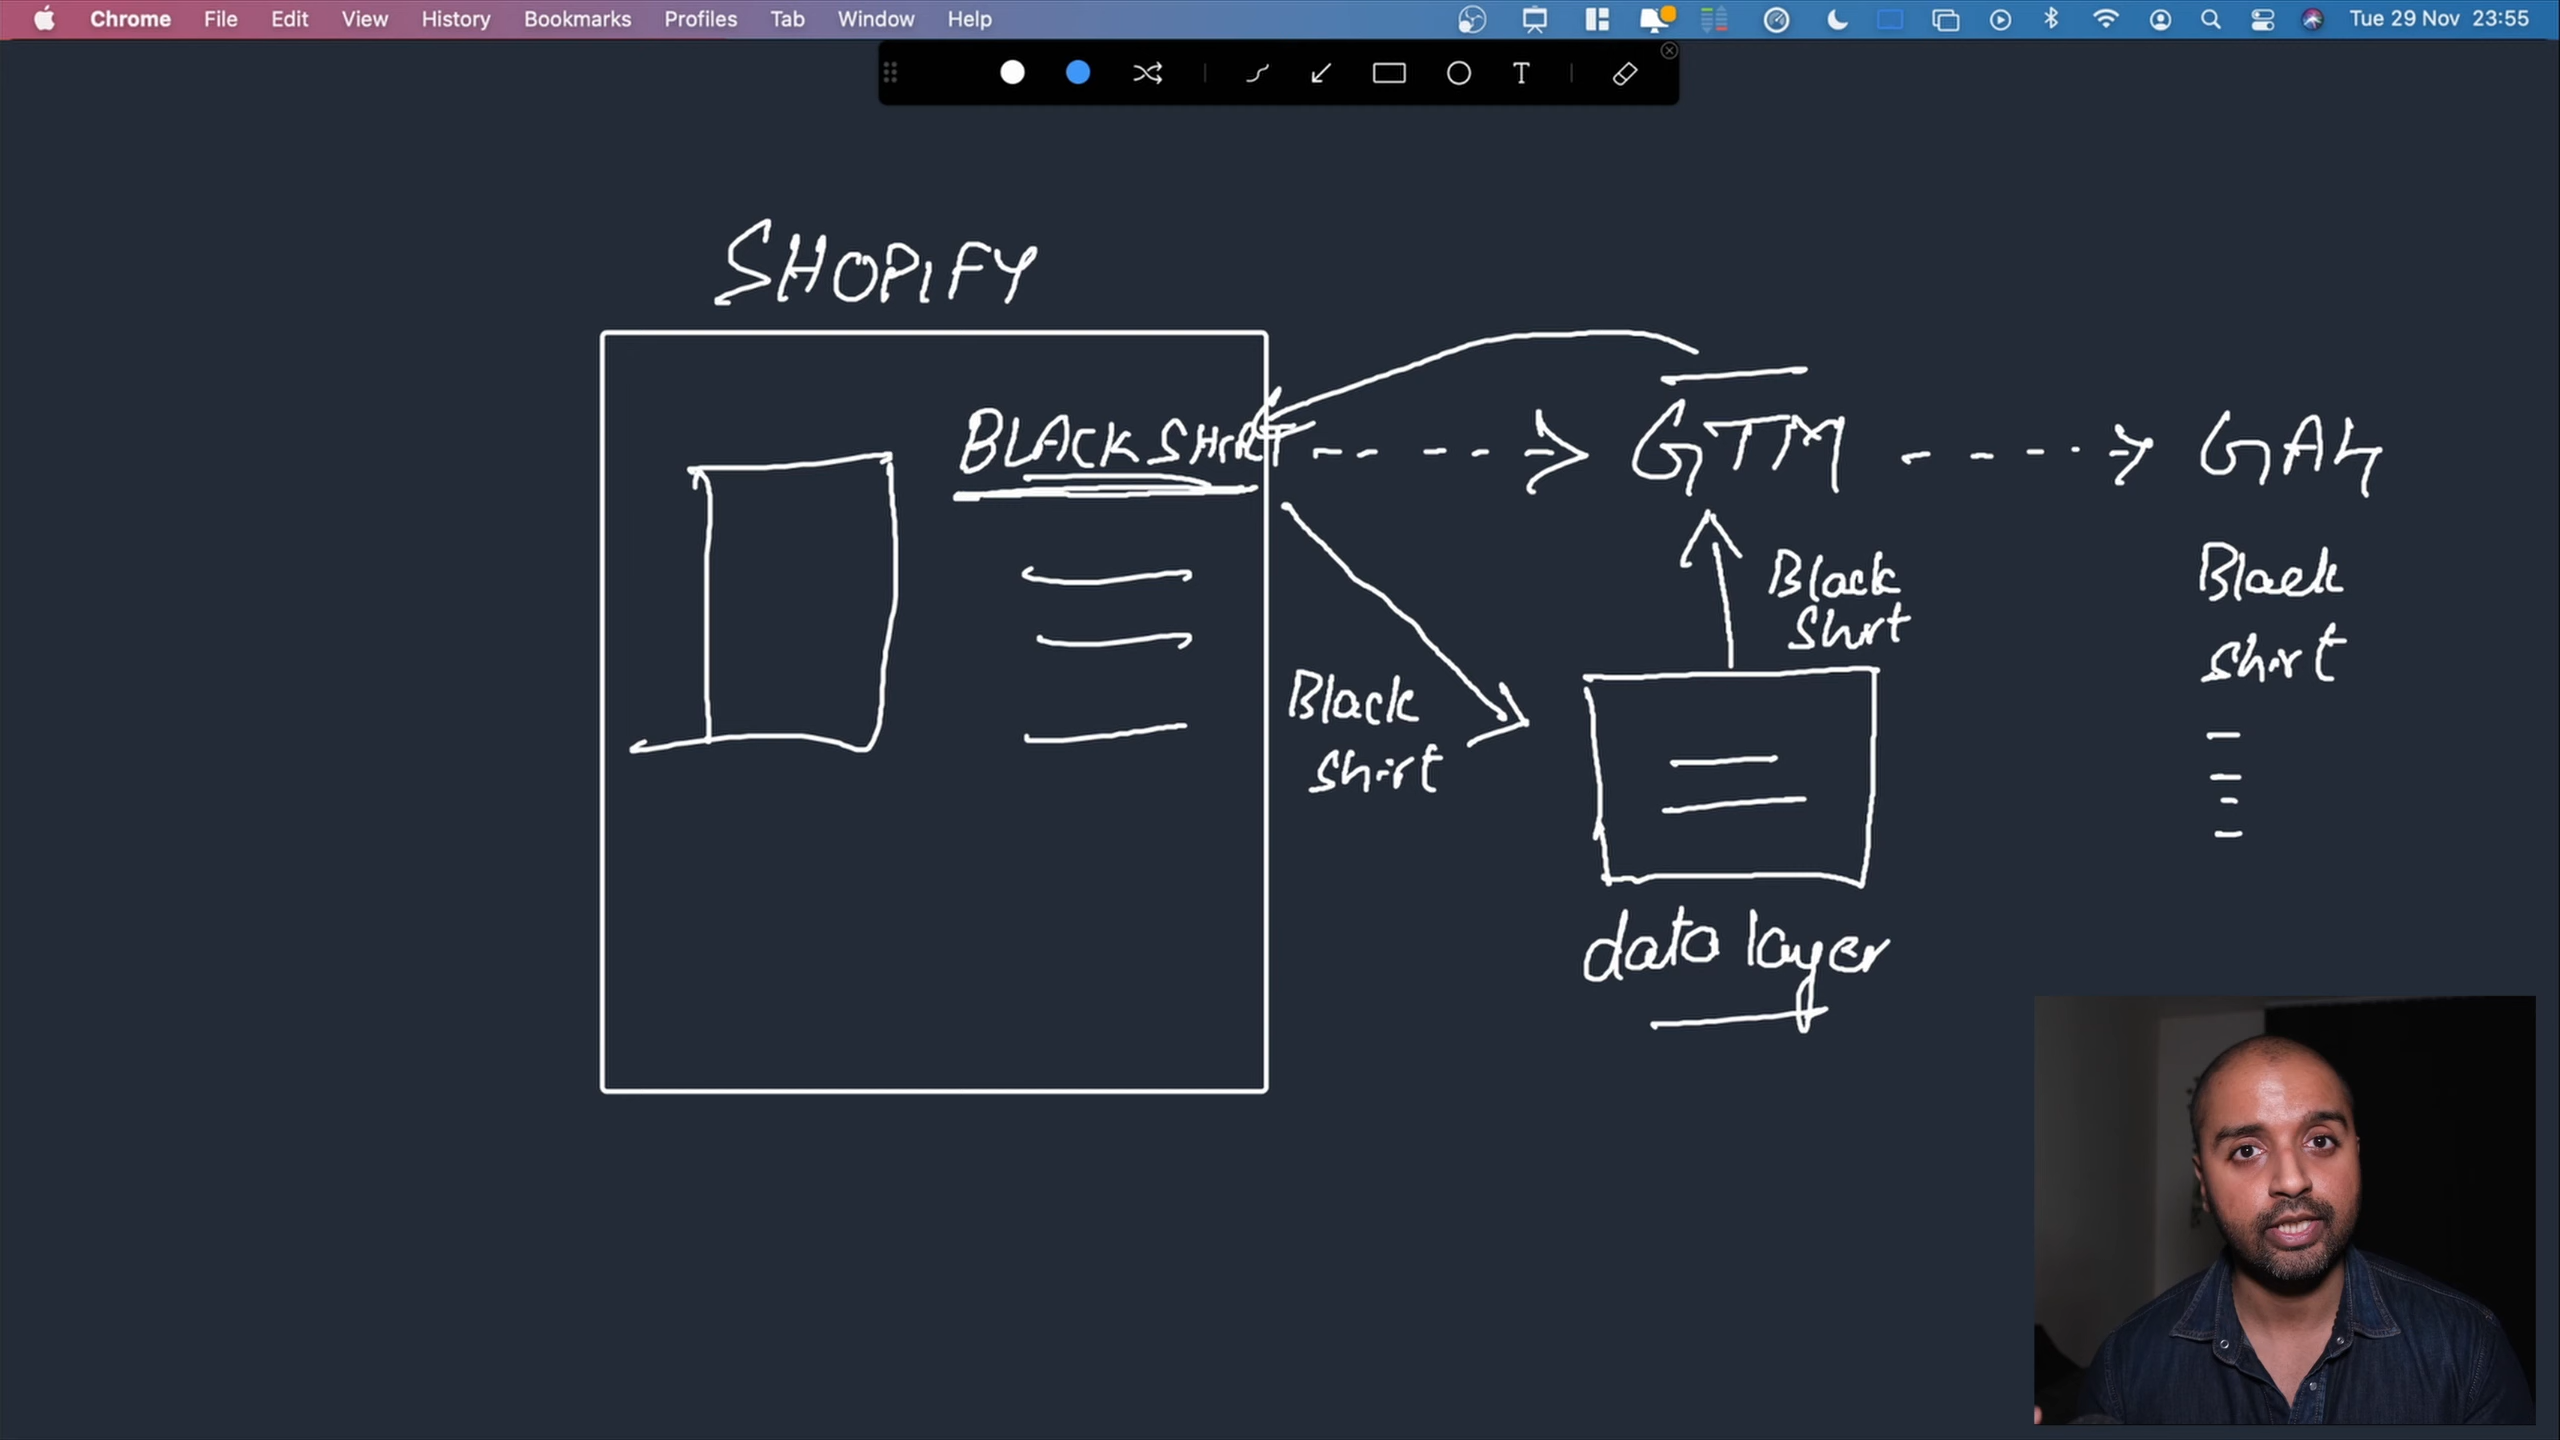 Chrome File Edit View History Bookmarks Profiles Tab Window Help Tue 29 Nov 23:55
T
SHOPIFY
BLACK SHIRT
GTM
GA4
Black
Shirt
Black
Shirt
Black
Shirt
data layer